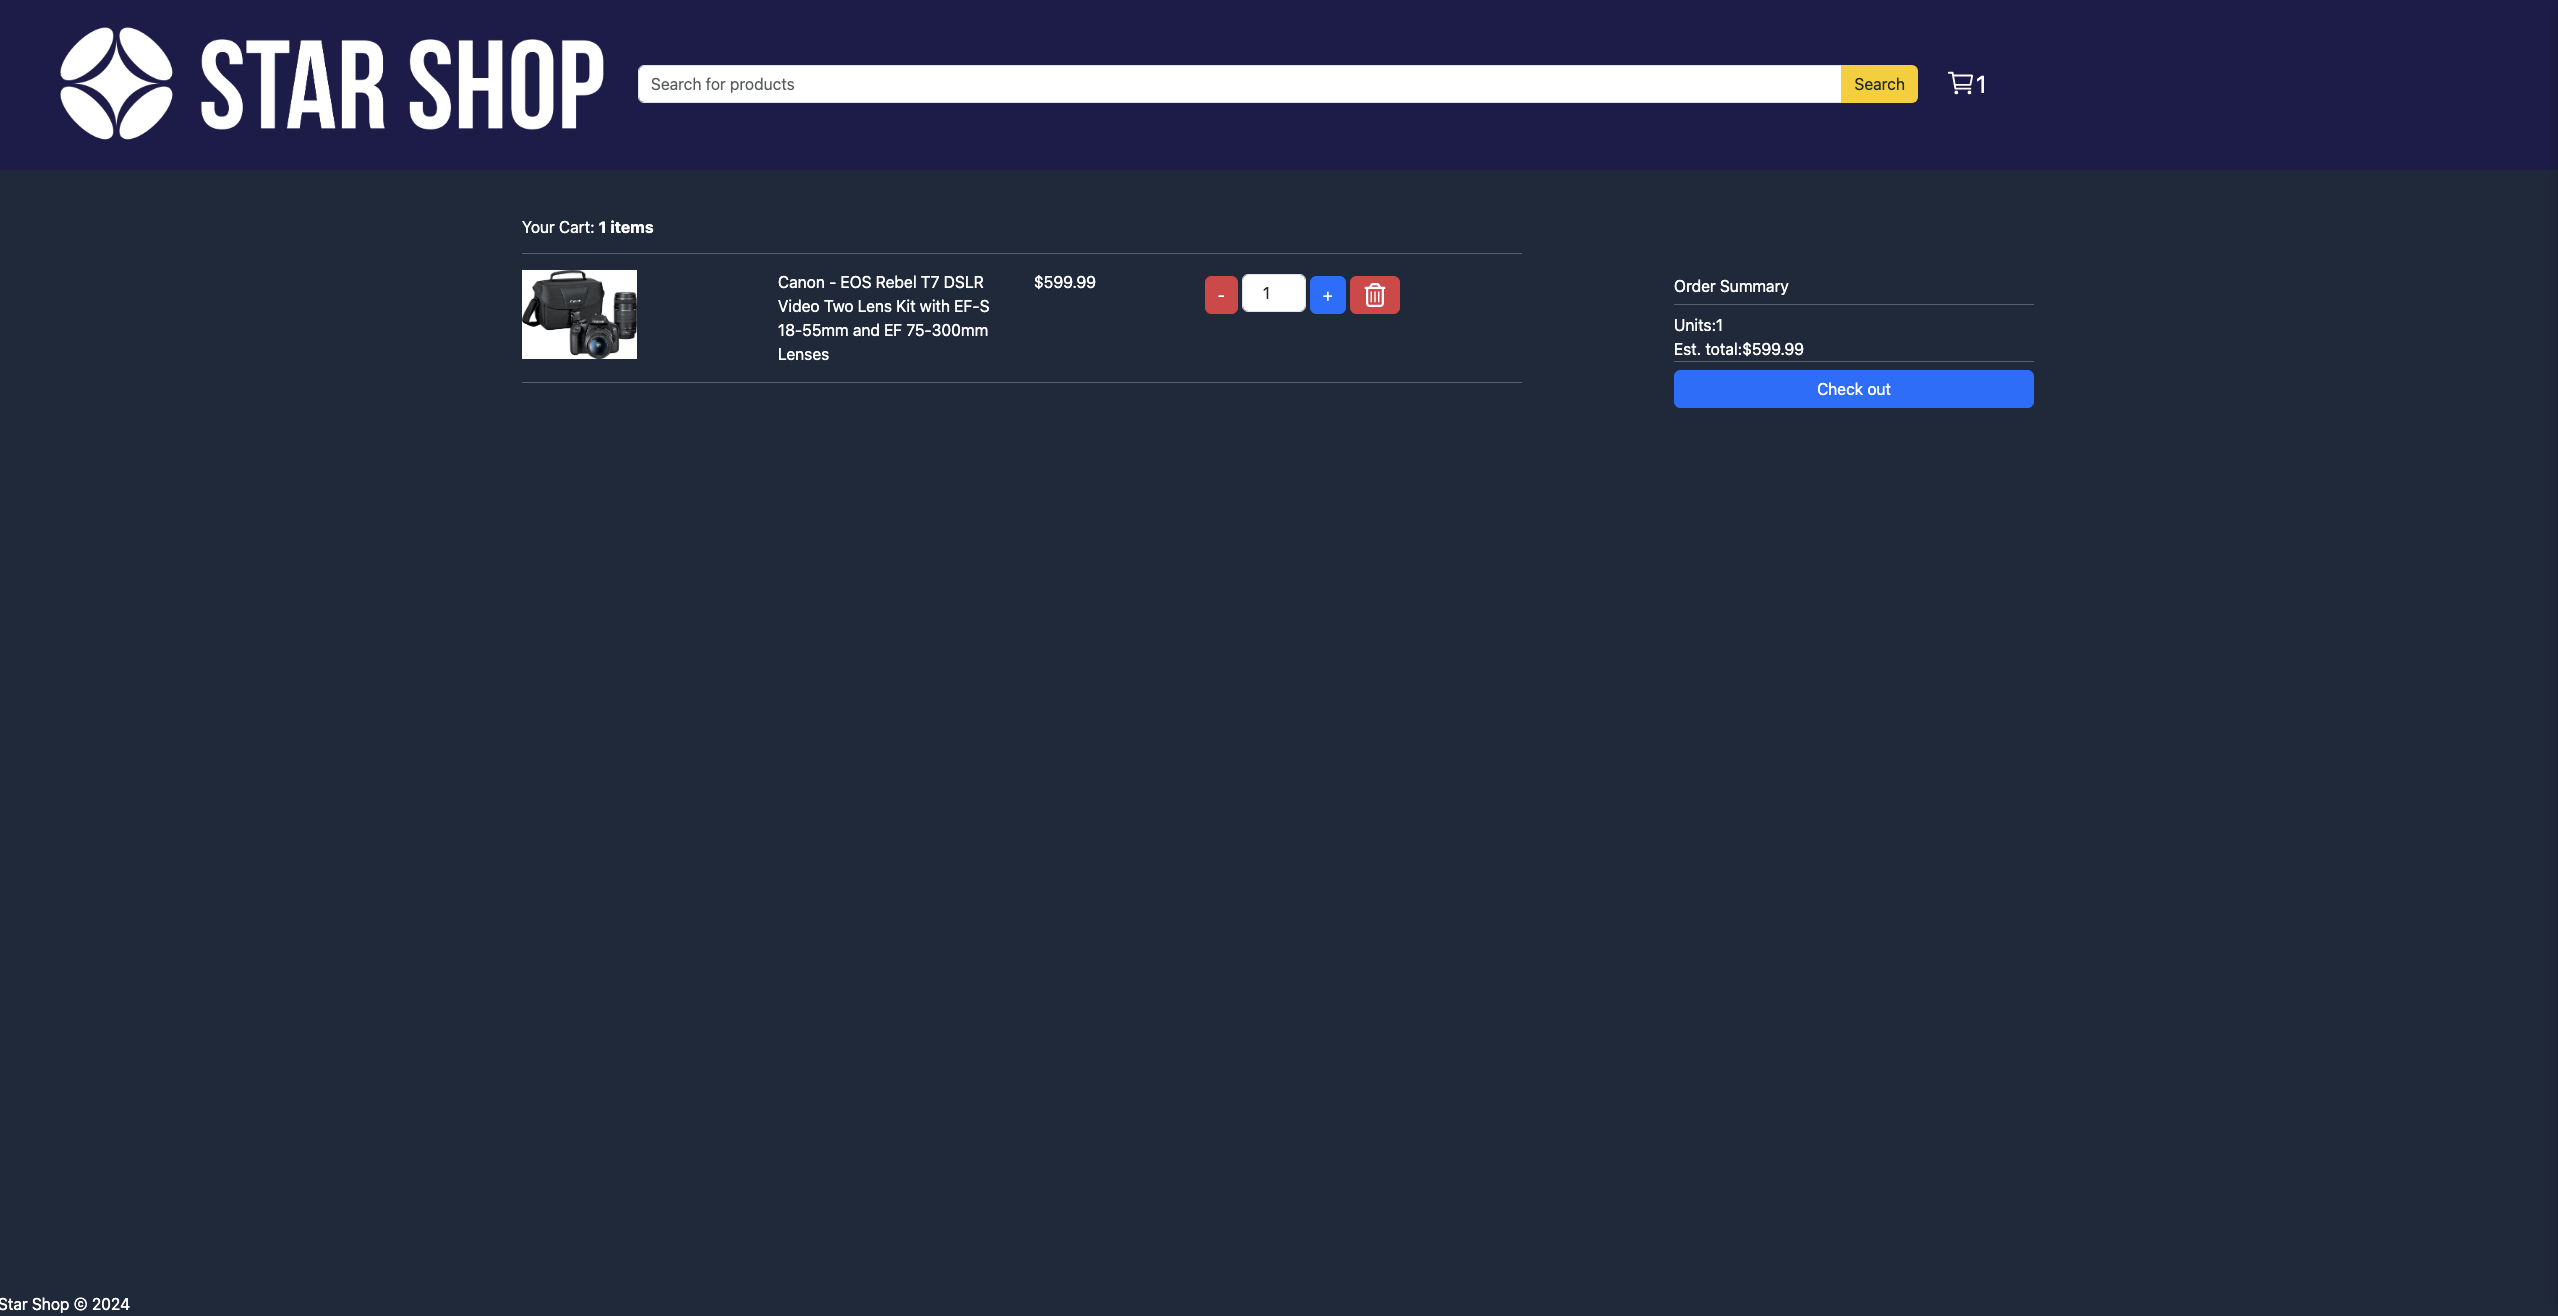 STAR SHOP
Search for products
Search
1
Your Cart: 1 items
Canon - EOS Rebel T7 DSLR
Video Two Lens Kit with EF-S
18-55mm and EF 75-300mm
Lenses
$599.99
-
1
+
Order Summary
Units:1
Est. total:$599.99
Check out
Star Shop © 2024